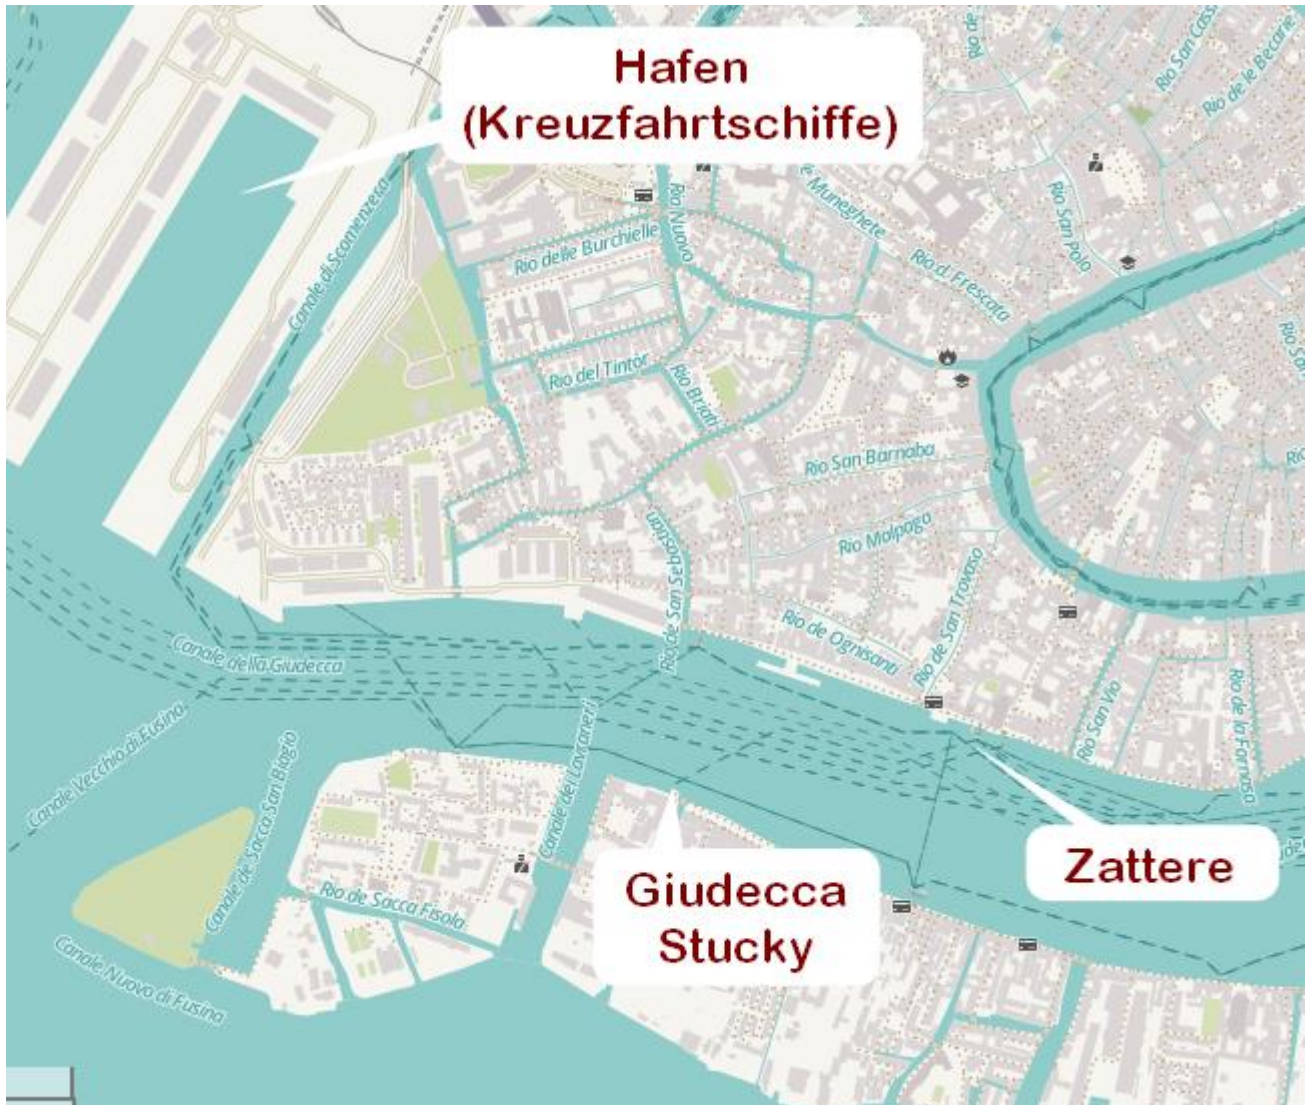 Hafen
(Kreuzfahrtschiffe)
Rio de le Becarie
Rio San Polo
Rio Nuovo
e Muneghete
Rio d. Frescata
Canale di Scomenzera
Rio delle Burchielle
Rio del Tintor
Rio Briati
Rio San Barnaba
Rio Malpaga
Rio de San Sebastian
Rio de San Trovaso
Rio de Ognisanti
Canale della Giudecca
Rio San Vio
Rio de la Fornasa
Canale Vecchio di Fusina
Canale de Sacca San Biagio
Canale dei Lavraneri
Zattere
Giudecca
Stucky
Rio de Sacca Fisola
Canale Nuovo di Fusina